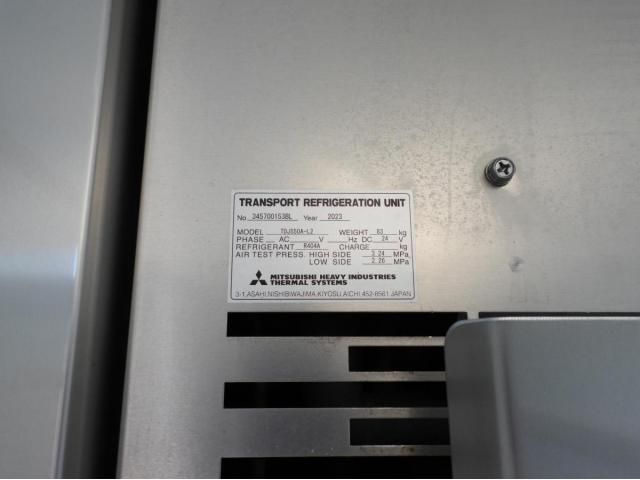 TRANSPORT REFRIGERATION UNIT
No. 345700153BL Year 2023
MODEL TDJS50A-L2 WEIGHT 83 kg
PHASE AC V Hz DC 24 V
REFRIGERANT R404A CHARGE kg
AIR TEST PRESS. HIGH SIDE 3.24 MPa
LOW SIDE 2.26 MPa
MITSUBISHI HEAVY INDUSTRIES
THERMAL SYSTEMS
3-1,ASAHI,NISHIBIWAJIMA,KIYOSU,AICHI,452-8561,JAPAN